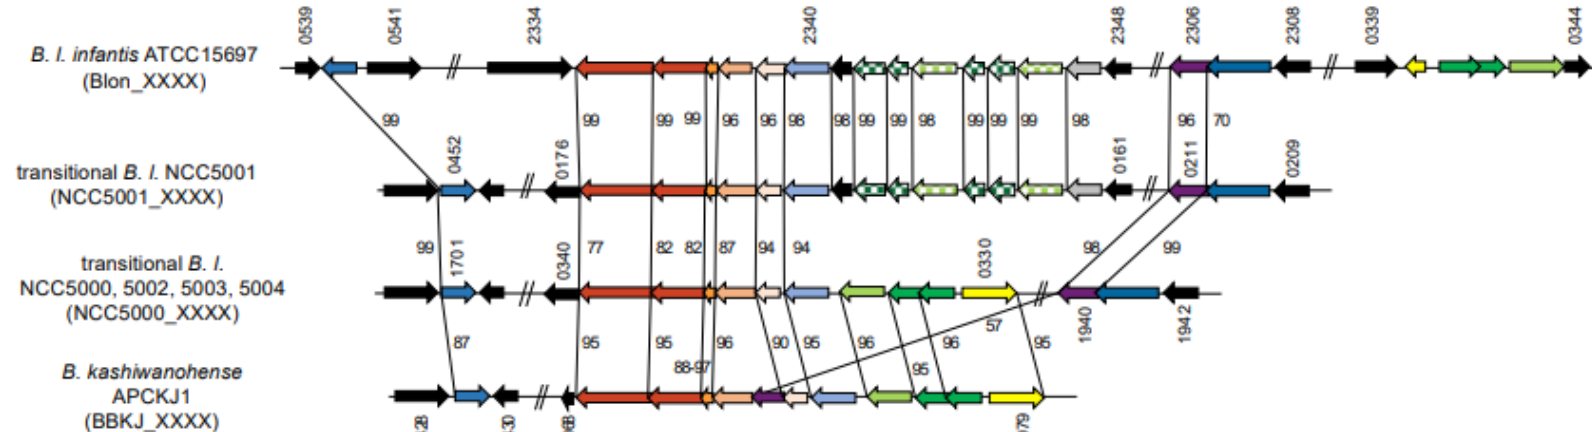 0539 0541 2334 2340 2348 2306 2308 0339 0344
B. l. infantis ATCC15697
(Blon_XXXX)
99 99 99 99 96 96 98 98 99 99 98 99 99 99 98 96 70
0452 0176 0161 0211 0209
transitional B. l. NCC5001
(NCC5001_XXXX)
99 77 82 82 87 94 94 98 99
1701 0340 0330
transitional B. l.
NCC5000, 5002, 5003, 5004
(NCC5000_XXXX)
1940 1942
87 95 95 88-97 96 90 95 96 95 96 57 95
B. kashiwanohense
APCKJ1
(BBKJ_XXXX)